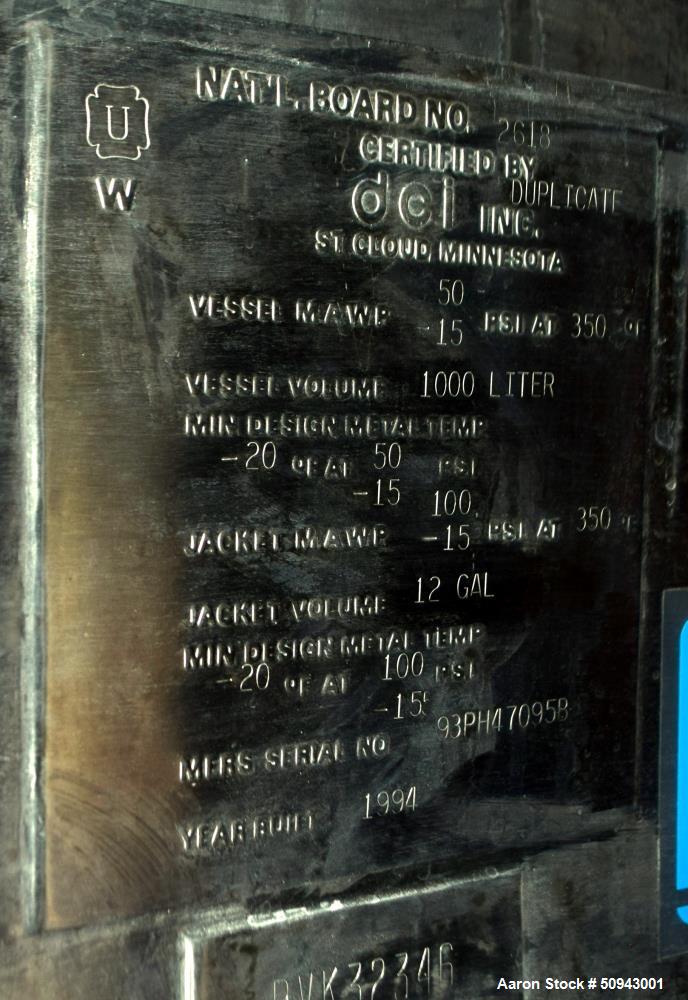 U
W
NAT'L. BOARD NO. 2618
CERTIFIED BY
DUPLICATE
dci INC.
ST CLOUD, MINNESOTA
50
VESSEL M.A.W.P. -15 PSI AT 350 °F
VESSEL VOLUME 1000 LITER
MIN DESIGN METAL TEMP
-20 °F AT 50 PSI
-15
100
JACKET M.A.W.P. -15 PSI AT 350 °F
JACKET VOLUME 12 GAL
MIN DESIGN METAL TEMP
-20 °F AT 100 PSI
-15
MFRS SERIAL NO 93PH47095B
YEAR BUILT 1994
Aaron Stock # 50943001